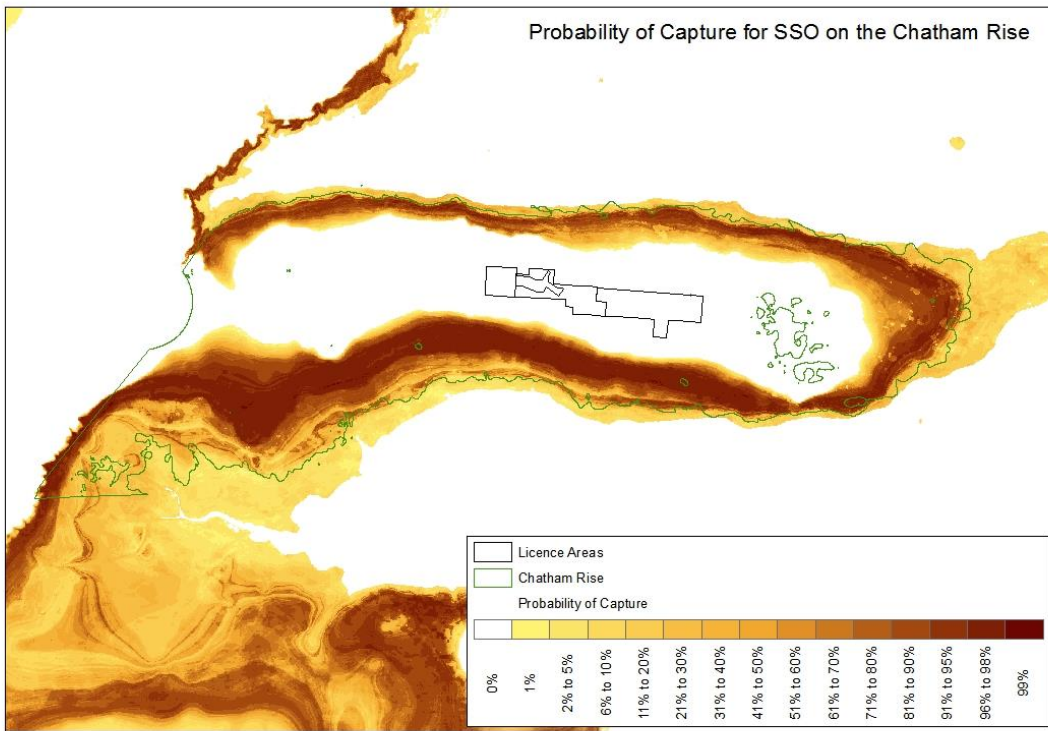 Probability of Capture for SSO on the Chatham Rise
Licence Areas
Chatham Rise
Probability of Capture
0%
1%
2% to 5%
6% to 10%
11% to 20%
21% to 30%
31% to 40%
41% to 50%
51% to 60%
61% to 70%
71% to 80%
81% to 90%
91% to 95%
96% to 98%
99%